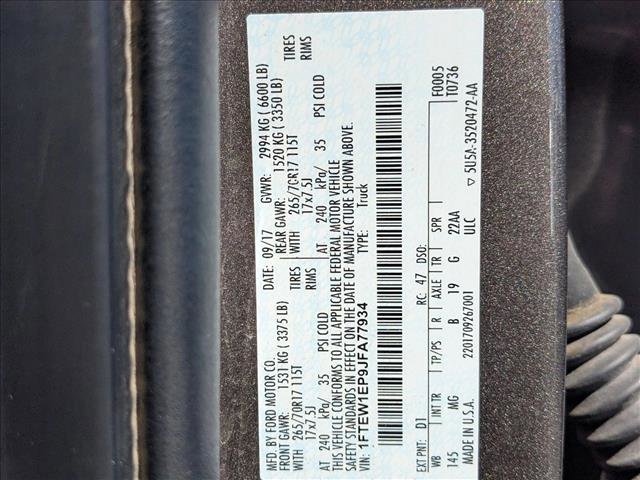 MFD. BY FORD MOTOR CO. DATE: 09/17 GVWR: 2994 KG ( 6600 LB)
FRONT GAWR: 1531 KG ( 3375 LB) REAR GAWR: 1520 KG ( 3350 LB)
WITH 265/70R17 115T TIRES WITH 265/70R17 115T TIRES
17x7.5J RIMS 17x7.5J RIMS
AT 240 kPa/ 35 PSI COLD AT 240 kPa/ 35 PSI COLD
THIS VEHICLE CONFORMS TO ALL APPLICABLE FEDERAL MOTOR VEHICLE
SAFETY STANDARDS IN EFFECT ON THE DATE OF MANUFACTURE SHOWN ABOVE.
VIN: 1FTEW1EP9JFA77934 TYPE: Truck
EXT PNT: D1 RC: 47 DSO: F0005
WB INT TR TP/PS R AXLE TR SPR T0736
145 MG B 19 G 22AA
MADE IN U.S.A. 2201709267001 ULC
▽ 5U5A-3520472-AA